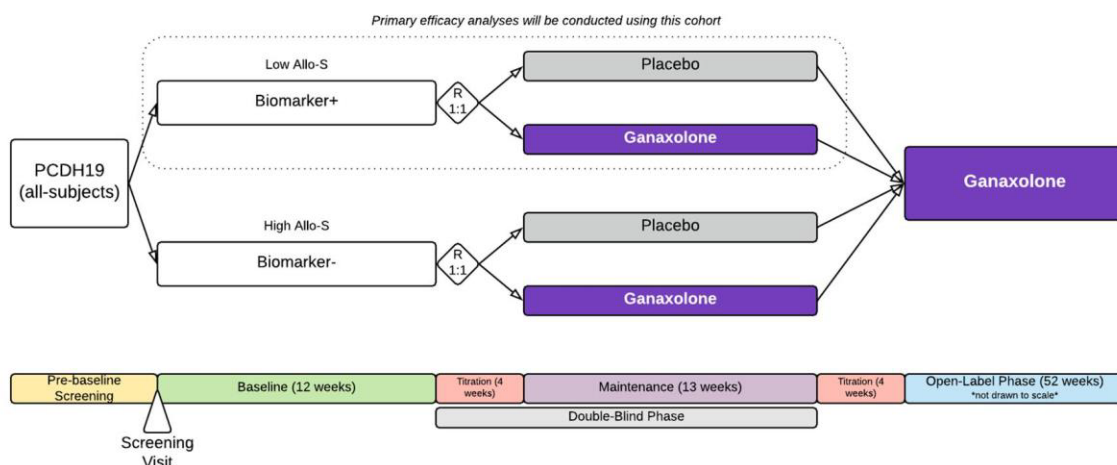 Primary efficacy analyses will be conducted using this cohort
Low Allo-S
Biomarker+
R
1:1
Placebo
Ganaxolone
PCDH19
(all-subjects)
Ganaxolone
High Allo-S
Biomarker-
R
1:1
Placebo
Ganaxolone
Pre-baseline
Screening
Baseline (12 weeks)
Titration (4
weeks)
Maintenance (13 weeks)
Titration (4
weeks)
Open-Label Phase (52 weeks)
*not drawn to scale*
Double-Blind Phase
Screening
Visit